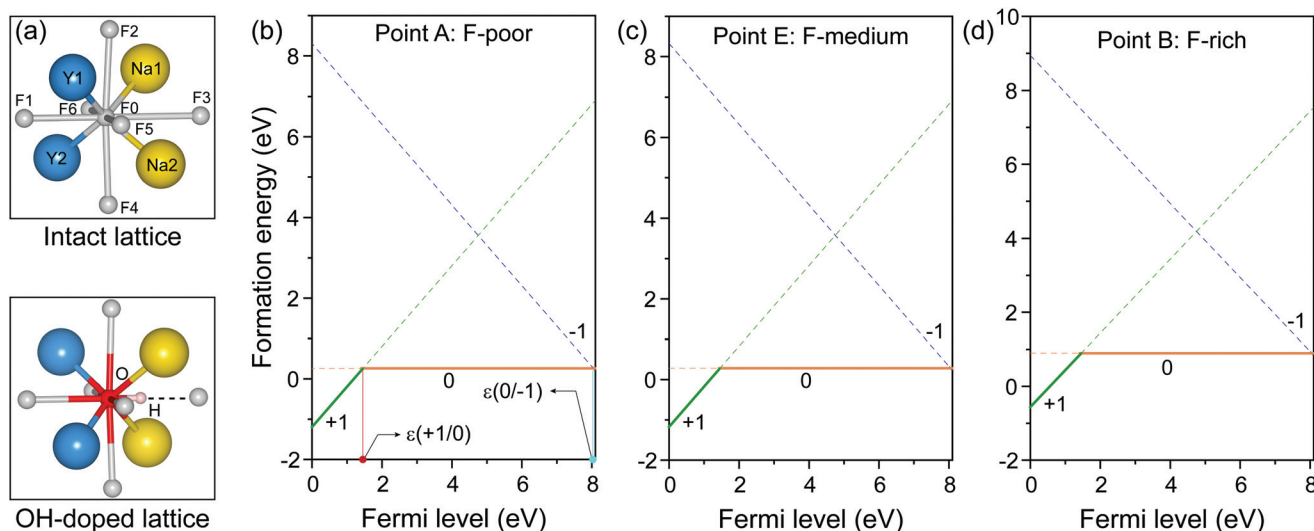 (a)
F2
Y1
Na1
F1
F6
F0
F3
F5
Y2
Na2
F4
Intact lattice
O
H
OH-doped lattice
(b)
Point A: F-poor
Formation energy (eV)
8
6
4
2
0
-2
-1
0
+1
ε(0/-1)
ε(+1/0)
0 2 4 6 8
Fermi level (eV)
(c)
Point E: F-medium
8
6
4
2
0
-2
-1
0
+1
0 2 4 6 8
Fermi level (eV)
(d)
Point B: F-rich
10
8
6
4
2
0
-2
-1
0
+1
0 2 4 6 8
Fermi level (eV)